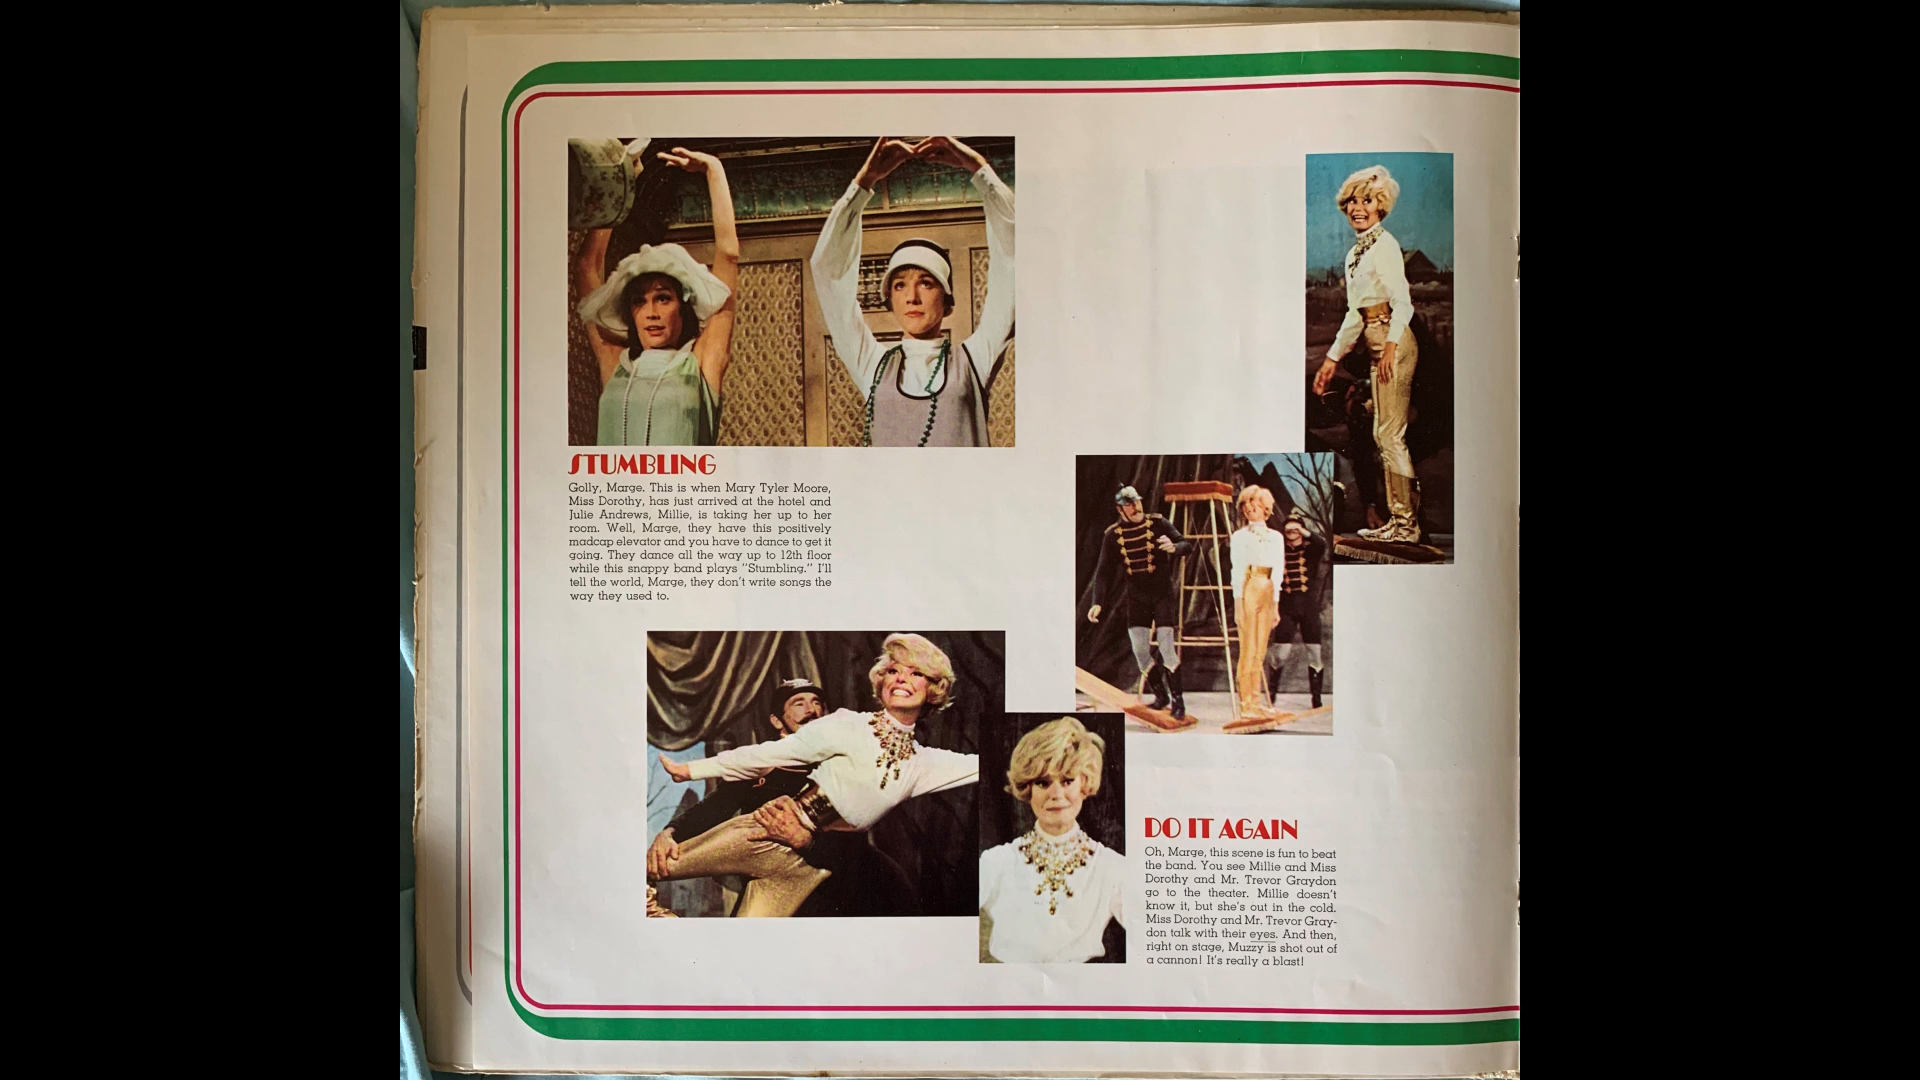 STUMBLING
Golly, Marge. This is when Mary Tyler Moore,
Miss Dorothy, has just arrived at the hotel and
Julie Andrews, Millie, is taking her up to her
room. Well, Marge, they have this positively
madcap elevator and you have to dance to get it
going. They dance all the way up to 12th floor
while this snappy band plays "Stumbling." I'll
tell the world, Marge, they don't write songs the
way they used to.
DO IT AGAIN
Oh, Marge, this scene is fun to beat
the band. You see Millie and Miss
Dorothy and Mr. Trevor Graydon
go to the theater. Millie doesn't
know it, but she's out in the cold.
Miss Dorothy and Mr. Trevor Gray-
don talk with their eyes. And then,
right on stage, Muzzy is shot out of
a cannon! It's really a blast!